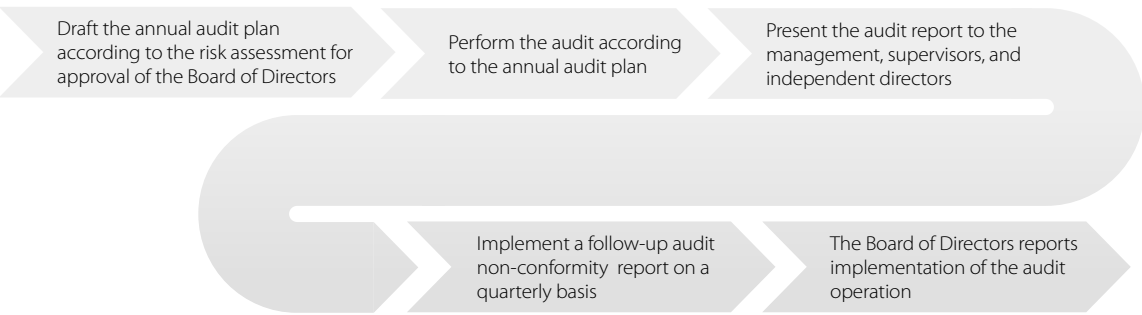 Draft the annual audit plan
according to the risk assessment for
approval of the Board of Directors
Perform the audit according
to the annual audit plan
Present the audit report to the
management, supervisors, and
independent directors
Implement a follow-up audit
non-conformity report on a
quarterly basis
The Board of Directors reports
implementation of the audit
operation